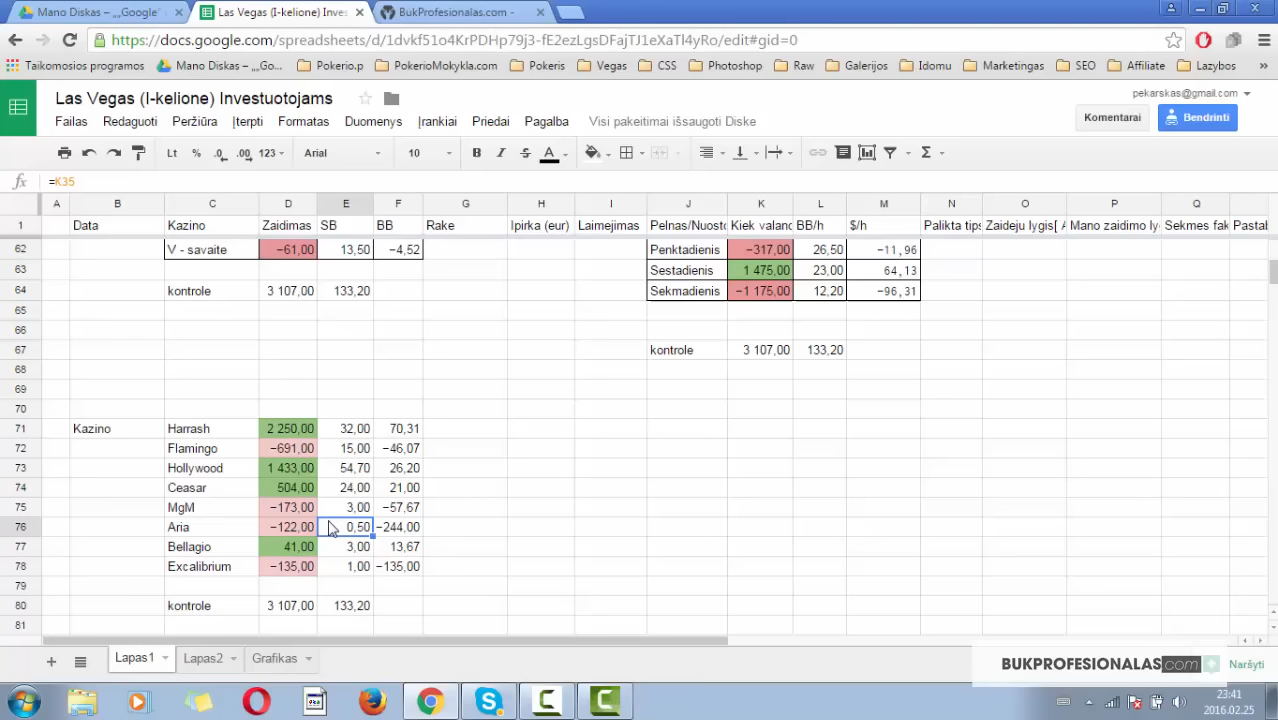 Mano Diskas – „„Google“
Las Vegas (I-kelione) Inves
BukProfesionalas.com -
https://docs.google.com/spreadsheets/d/1dvkf51o4KrPDHp79j3-fE2ezLgsDFajTJ1eXaTl4yRo/edit#gid=0
Taikomosios programos Mano Diskas – „„Go... Pokerio.p PokerioMokykla.com Pokeris Vegas CSS Photoshop Raw Galerijos Idomu Marketingas SEO Affiliate Lazybos »
Las Vegas (I-kelione) Investuotojams
pekarskas@gmail.com
Failas Redaguoti Peržiūra Įterpti Formatas Duomenys Įrankiai Priedai Pagalba Visi pakeitimai išsaugoti Diske
Komentarai Bendrinti
Lt % .0 .00 123 Arial 10 B I S A Σ
fx =K35
A B C D E F G H I J K L M N O P Q R
1 Data Kazino Zaidimas SB BB Rake Ipirka (eur) Laimejimas Pelnas/Nuosto Kiek valand BB/h $/h Palikta tips Zaideju lygis[ A Mano zaidimo ly Sekmes fak Pasta
62 V - savaite −61,00 13,50 −4,52 Penktadienis −317,00 26,50 −11,96
63 Sestadienis 1 475,00 23,00 64,13
64 kontrole 3 107,00 133,20 Sekmadienis −1 175,00 12,20 −96,31
65
66
67 kontrole 3 107,00 133,20
68
69
70
71 Kazino Harrash 2 250,00 32,00 70,31
72 Flamingo −691,00 15,00 −46,07
73 Hollywood 1 433,00 54,70 26,20
74 Ceasar 504,00 24,00 21,00
75 MgM −173,00 3,00 −57,67
76 Aria −122,00 0,50 −244,00
77 Bellagio 41,00 3,00 13,67
78 Excalibrium −135,00 1,00 −135,00
79
80 kontrole 3 107,00 133,20
81
Lapas1 Lapas2 Grafikas
BUKPROFESIONALAS.com Naršyti
23:41
2016.02.25